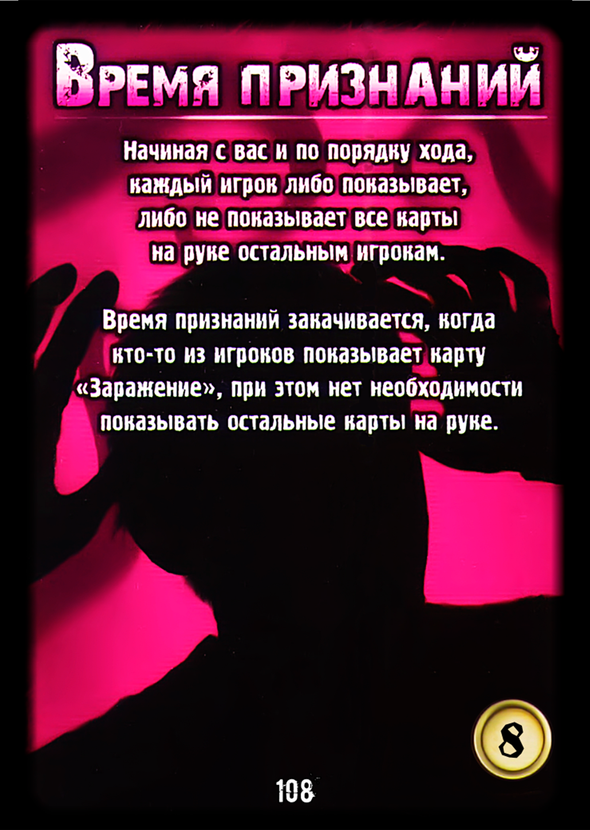 Время признаний
Начиная с вас и по порядку хода,
каждый игрок либо показывает,
либо не показывает все карты
на руке остальным игрокам.
Время признаний закачивается, когда
кто-то из игроков показывает карту
«Заражение», при этом нет необходимости
показывать остальные карты на руке.
8
108